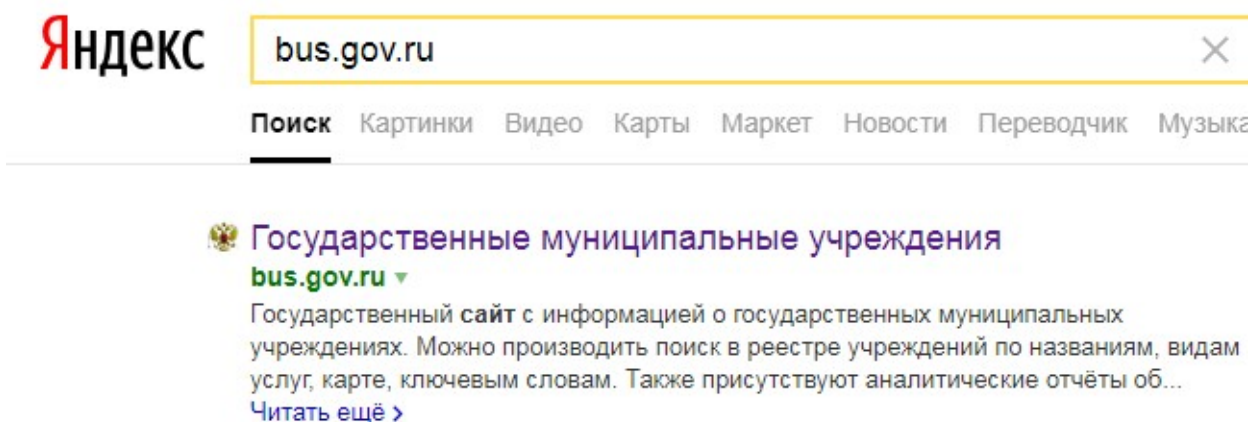 Яндекс
bus.gov.ru
Поиск Картинки Видео Карты Маркет Новости Переводчик Музыка
Государственные муниципальные учреждения
bus.gov.ru
Государственный сайт с информацией о государственных муниципальных
учреждениях. Можно производить поиск в реестре учреждений по названиям, видам
услуг, карте, ключевым словам. Также присутствуют аналитические отчёты об...
Читать ещё >